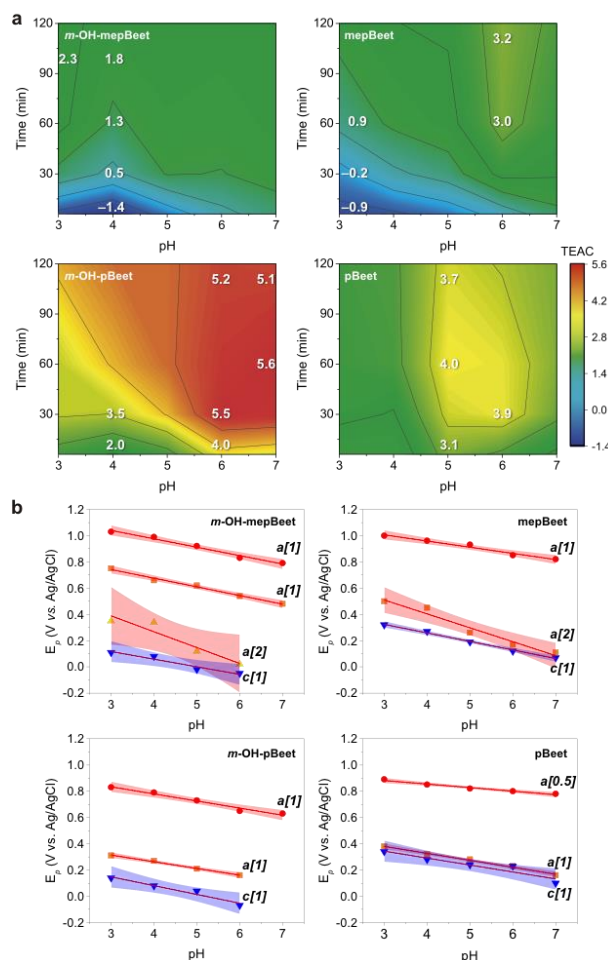 a
m-OH-mepBeet
mepBeet
Time (min)
120
90
60
30
2.3
1.8
1.3
0.5
–1.4
3 4 5 6 7
pH
Time (min)
120
90
60
30
3.2
3.0
0.9
–0.2
–0.9
3 4 5 6 7
pH
m-OH-pBeet
pBeet
Time (min)
120
90
60
30
5.2
5.1
5.6
3.5
5.5
2.0
4.0
3 4 5 6 7
pH
Time (min)
120
90
60
30
3.7
4.0
3.9
3.1
3 4 5 6 7
pH
TEAC
5.6
4.8
3.6
2.4
1.2
0.0
-1.2
-1.4
b
m-OH-mepBeet
Ep (V vs. Ag/AgCl)
1.2
1.0
0.8
0.6
0.4
0.2
0.0
-0.2
a[1]
a[1]
a[2]
c[1]
3 4 5 6 7
pH
mepBeet
Ep (V vs. Ag/AgCl)
1.2
1.0
0.8
0.6
0.4
0.2
0.0
-0.2
a[1]
a[2]
c[1]
3 4 5 6 7
pH
m-OH-pBeet
Ep (V vs. Ag/AgCl)
1.2
1.0
0.8
0.6
0.4
0.2
0.0
-0.2
a[1]
a[1]
c[1]
3 4 5 6 7
pH
pBeet
Ep (V vs. Ag/AgCl)
1.2
1.0
0.8
0.6
0.4
0.2
0.0
-0.2
a[0.5]
a[1]
c[1]
3 4 5 6 7
pH